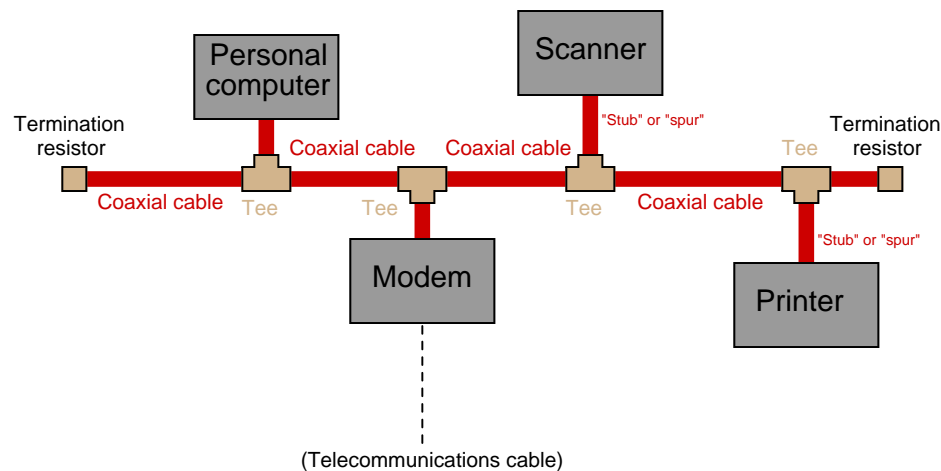 Personal
computer
Scanner
Termination
resistor
"Stub" or "spur"
Termination
resistor
Coaxial cable
Coaxial cable
Tee
Coaxial cable
Tee
Tee
Tee
Coaxial cable
"Stub" or "spur"
Modem
Printer
(Telecommunications cable)